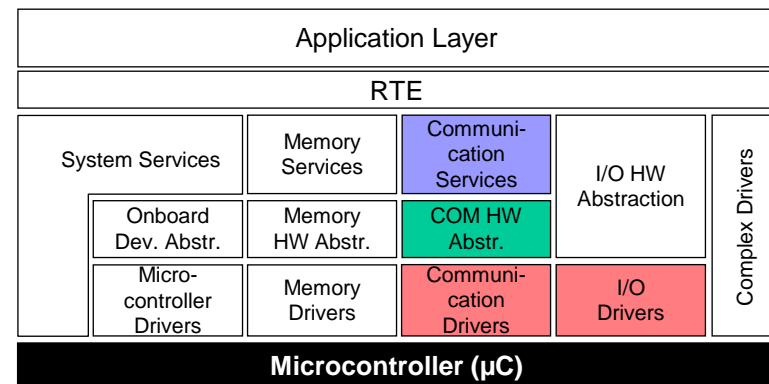 Application Layer
RTE
System Services
Memory
Services
Communi-
cation
Services
I/O HW
Abstraction
Complex Drivers
Onboard
Dev. Abstr.
Memory
HW Abstr.
COM HW
Abstr.
Micro-
controller
Drivers
Memory
Drivers
Communi-
cation
Drivers
I/O
Drivers
Microcontroller (µC)